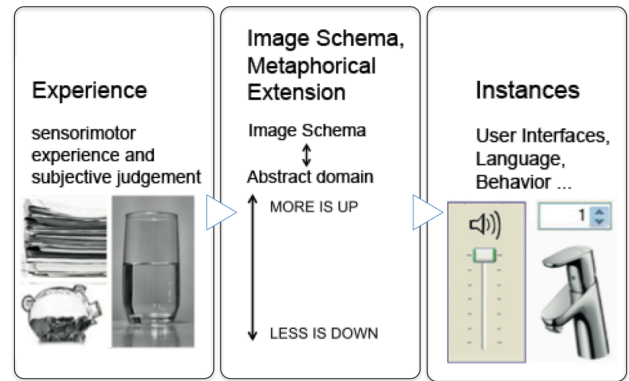 Experience
sensorimotor
experience and
subjective judgement
Image Schema,
Metaphorical
Extension
Image Schema
Abstract domain
MORE IS UP
LESS IS DOWN
Instances
User Interfaces,
Language,
Behavior ...
1